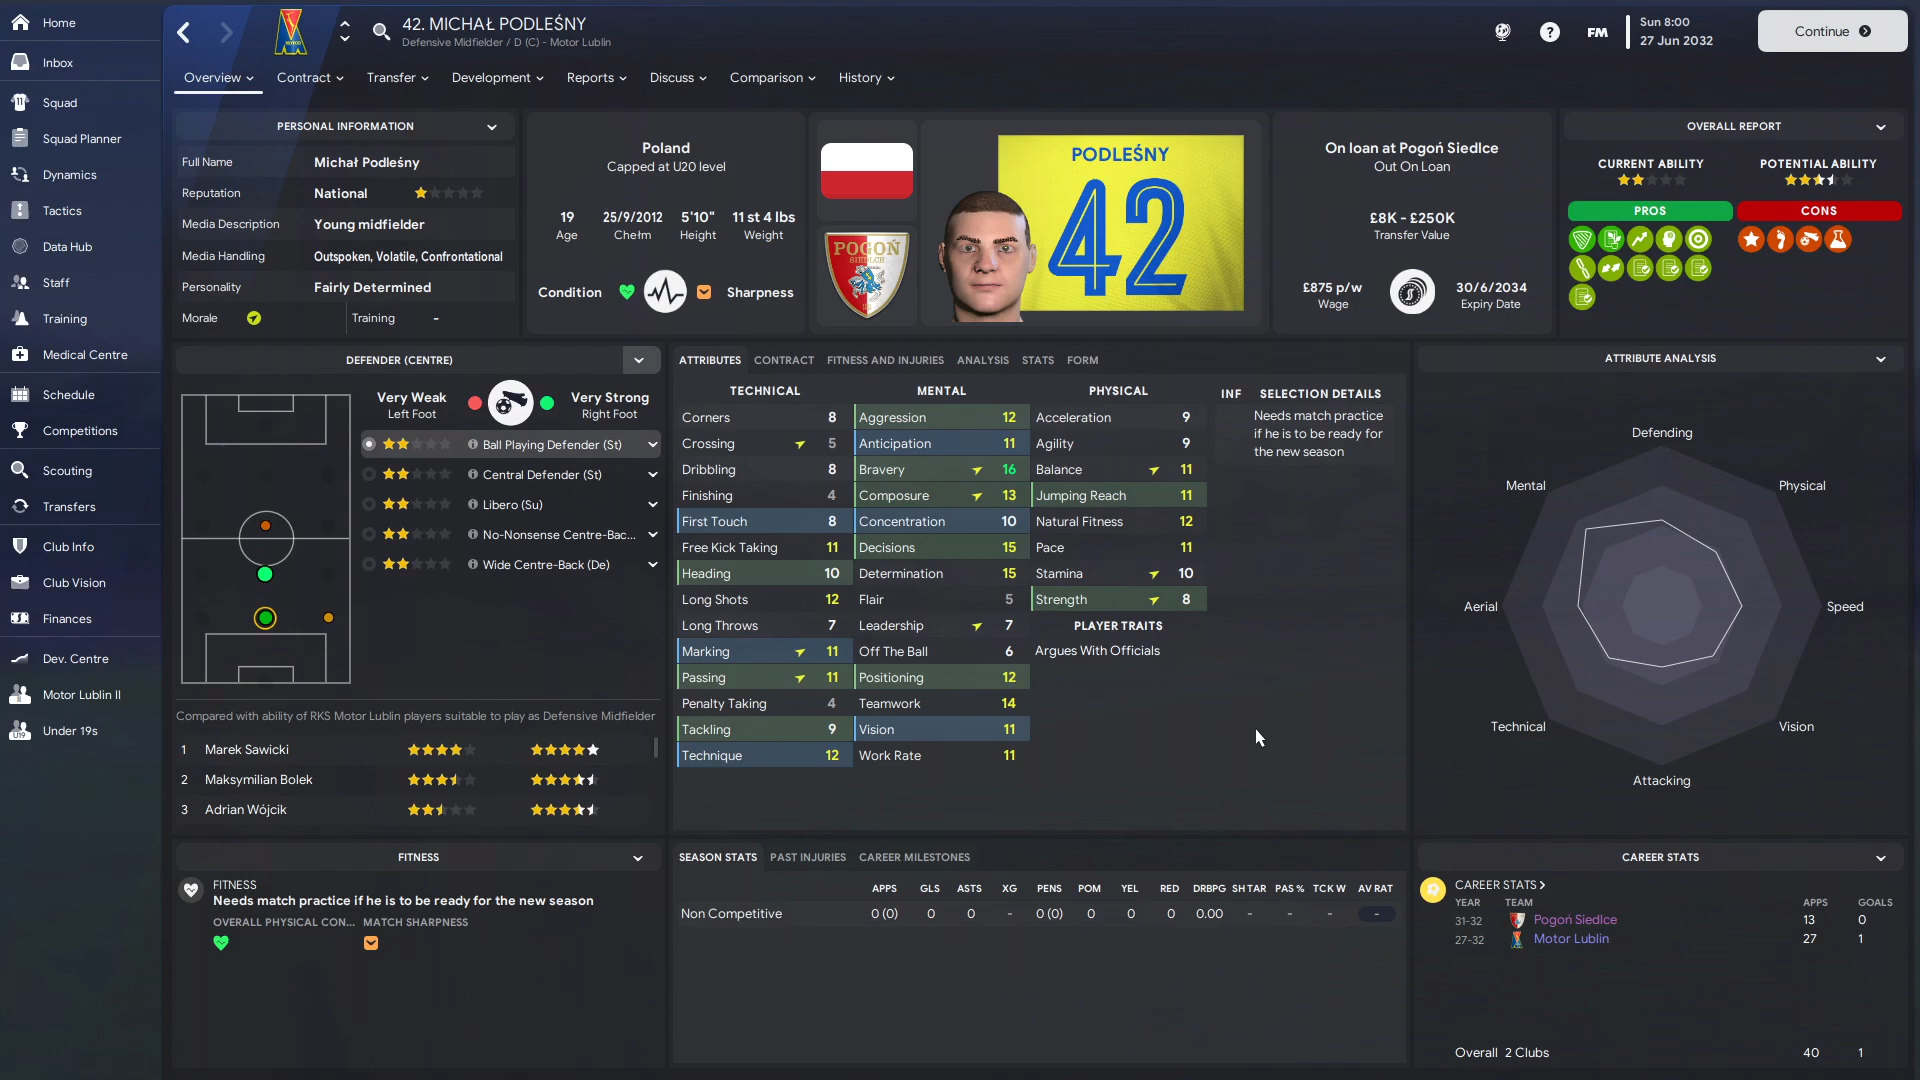 Home
Inbox
Squad
Squad Planner
Dynamics
Tactics
Data Hub
Staff
Training
Medical Centre
Schedule
Competitions
Scouting
Transfers
Club Info
Club Vision
Finances
Dev. Centre
Motor Lublin II
Under 19s
42. MICHAŁ PODLEŚNY
Defensive Midfielder / D (C) - Motor Lublin
FM
Sun 8:00
27 Jun 2032
Continue
Overview Contract Transfer Development Reports Discuss Comparison History
PERSONAL INFORMATION
Full Name Michał Podleśny
Reputation National
Media Description Young midfielder
Media Handling Outspoken, Volatile, Confrontational
Personality Fairly Determined
Morale Training -
Poland
Capped at U20 level
19 25/9/2012 5'10" 11 st 4 lbs
Age Chełm Height Weight
Condition Sharpness
POGOŃ
SIEDLCE
PODLEŚNY
42
On loan at Pogoń Siedlce
Out On Loan
£8K - £250K
Transfer Value
£875 p/w 30/6/2034
Wage Expiry Date
OVERALL REPORT
CURRENT ABILITY POTENTIAL ABILITY
PROS CONS
DEFENDER (CENTRE)
Very Weak Very Strong
Left Foot Right Foot
Ball Playing Defender (St)
Central Defender (St)
Libero (Su)
No-Nonsense Centre-Bac...
Wide Centre-Back (De)
Compared with ability of RKS Motor Lublin players suitable to play as Defensive Midfielder
1 Marek Sawicki
2 Maksymilian Bolek
3 Adrian Wójcik
ATTRIBUTES CONTRACT FITNESS AND INJURIES ANALYSIS STATS FORM
TECHNICAL MENTAL PHYSICAL INF SELECTION DETAILS
Corners 8 Aggression 12 Acceleration 9
Crossing 5 Anticipation 11 Agility 9
Dribbling 8 Bravery 16 Balance 11
Finishing 4 Composure 13 Jumping Reach 11
First Touch 8 Concentration 10 Natural Fitness 12
Free Kick Taking 11 Decisions 15 Pace 11
Heading 10 Determination 15 Stamina 10
Long Shots 12 Flair 5 Strength 8
Long Throws 7 Leadership 7 PLAYER TRAITS
Marking 11 Off The Ball 6 Argues With Officials
Passing 11 Positioning 12
Penalty Taking 4 Teamwork 14
Tackling 9 Vision 11
Technique 12 Work Rate 11
Needs match practice
if he is to be ready for
the new season
ATTRIBUTE ANALYSIS
Defending
Mental Physical
Aerial Speed
Technical Vision
Attacking
FITNESS
FITNESS
Needs match practice if he is to be ready for the new season
OVERALL PHYSICAL CON... MATCH SHARPNESS
SEASON STATS PAST INJURIES CAREER MILESTONES
APPS GLS ASTS XG PENS POM YEL RED DRBPG SH TAR PAS % TCK W AV RAT
Non Competitive 0 (0) 0 0 - 0 (0) 0 0 0 0.00 - - - -
CAREER STATS
CAREER STATS
YEAR TEAM APPS GOALS
31-32 Pogoń Siedlce 13 0
27-32 Motor Lublin 27 1
Overall 2 Clubs 40 1